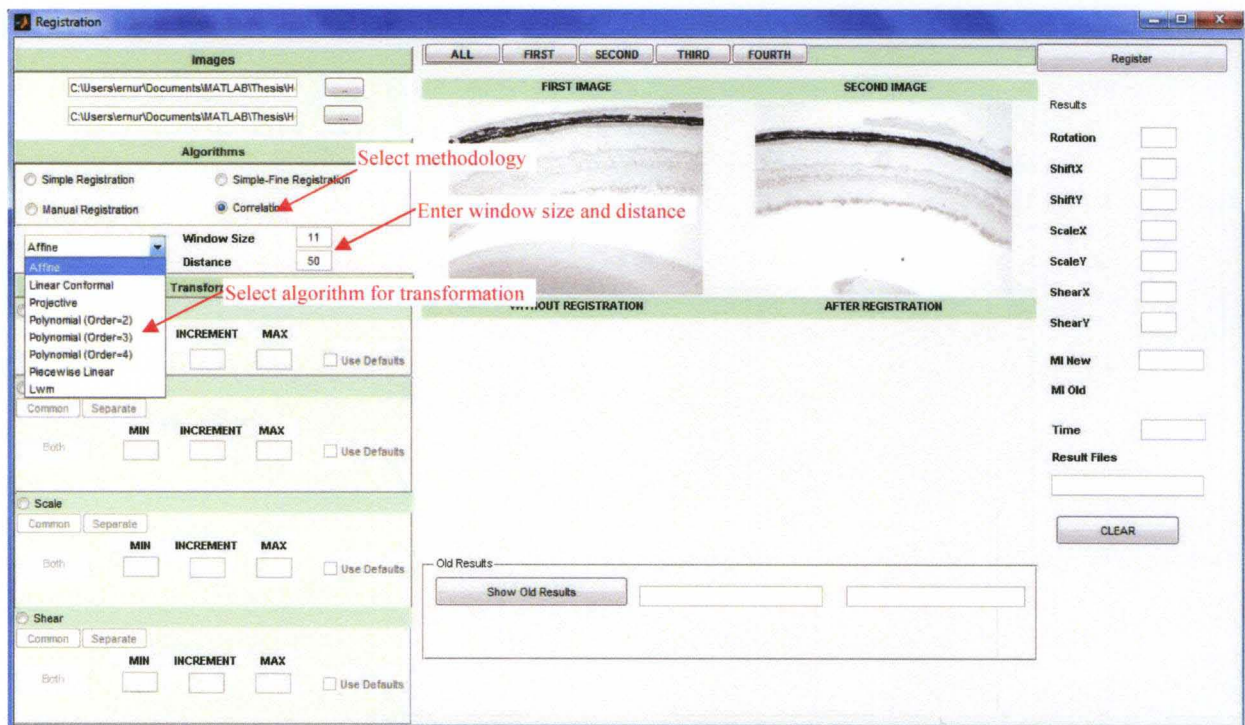 Registration
Images
C:\Users\ernur\Documents\MATLAB\Thesis\H
...
C:\Users\ernur\Documents\MATLAB\Thesis\H
...
Algorithms
Select methodology
Simple Registration
Simple-Fine Registration
Manual Registration
Correlation
Enter window size and distance
Affine
Window Size
11
Distance
50
Affine
Linear Conformal
Projective
Polynomial (Order=2)
Polynomial (Order=3)
Polynomial (Order=4)
Piecewise Linear
Lwm
Select algorithm for transformation
INCREMENT MAX
Use Defaults
Common Separate
MIN INCREMENT MAX
Both
Use Defaults
Scale
Common Separate
MIN INCREMENT MAX
Both
Use Defaults
Shear
Common Separate
MIN INCREMENT MAX
Both
Use Defaults
ALL FIRST SECOND THIRD FOURTH
FIRST IMAGE
SECOND IMAGE
WITHOUT REGISTRATION
AFTER REGISTRATION
Old Results
Show Old Results
Register
Results
Rotation
ShiftX
ShiftY
ScaleX
ScaleY
ShearX
ShearY
MI New
MI Old
Time
Result Files
CLEAR